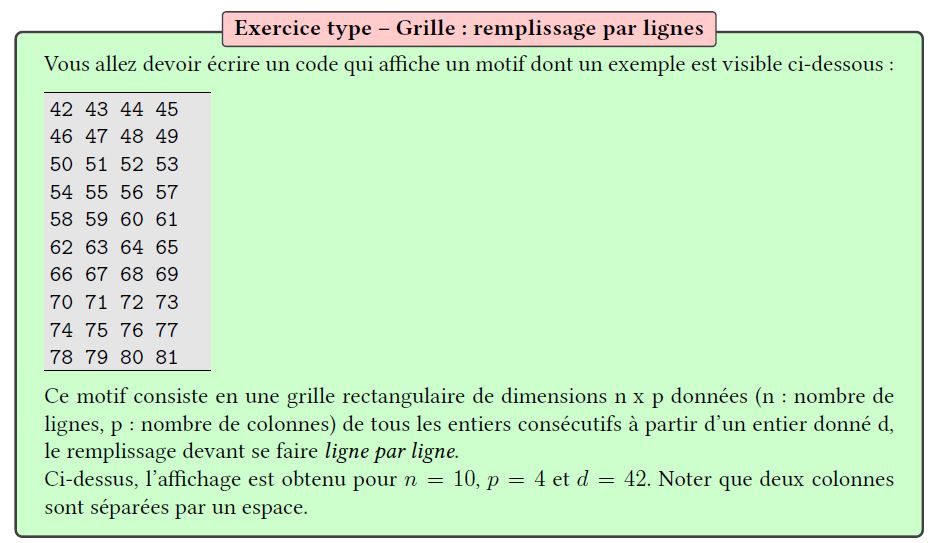 Exercice type – Grille : remplissage par lignes
Vous allez devoir écrire un code qui affiche un motif dont un exemple est visible ci-dessous :
42 43 44 45
46 47 48 49
50 51 52 53
54 55 56 57
58 59 60 61
62 63 64 65
66 67 68 69
70 71 72 73
74 75 76 77
78 79 80 81
Ce motif consiste en une grille rectangulaire de dimensions n x p données (n : nombre de
lignes, p : nombre de colonnes) de tous les entiers consécutifs à partir d'un entier donné d,
le remplissage devant se faire ligne par ligne.
Ci-dessus, l'affichage est obtenu pour n = 10, p = 4 et d = 42. Noter que deux colonnes
sont séparées par un espace.